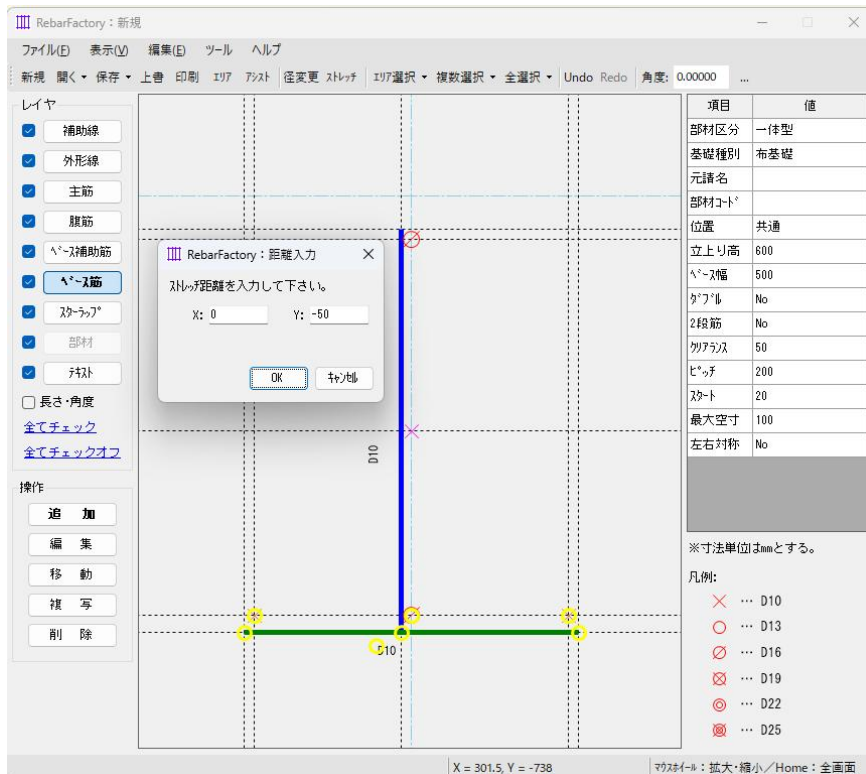 RebarFactory：新規
ファイル(F) 表示(V) 編集(E) ツール ヘルプ
新規 開く 保存 上書 印刷 ｴﾘｱ ｱｼｽﾄ 径変更 ｽﾄﾚｯﾁ ｴﾘｱ選択 複数選択 全選択 Undo Redo 角度: 0.00000 ...
レイヤ
補助線
外形線
主筋
腹筋
ﾍﾞｰｽ補助筋
ﾍﾞｰｽ筋
ｽﾀｰﾗｯﾌﾟ
部材
ﾃｷｽﾄ
長さ・角度
全てチェック
全てチェックオフ
操作
追 加
編 集
移 動
複 写
削 除
RebarFactory：距離入力
ｽﾄﾚｯﾁ距離を入力して下さい。
X: 0 Y: -50
OK ｷｬﾝｾﾙ
D10
D10
項目 値
部材区分 一体型
基礎種別 布基礎
元請名
部材ｺｰﾄﾞ
位置 共通
立上り高 600
ﾍﾞｰｽ幅 500
ﾀﾞﾌﾞﾙ No
2段筋 No
ｸﾘｱﾗﾝｽ 50
ﾋﾟｯﾁ 200
ｽﾀｰﾄ 20
最大空寸 100
左右対称 No
※寸法単位は㎜とする。
凡例:
… D10
… D13
… D16
… D19
… D22
… D25
X = 301.5, Y = -738
ﾏｳｽﾎｲｰﾙ：拡大・縮小／Home：全画面